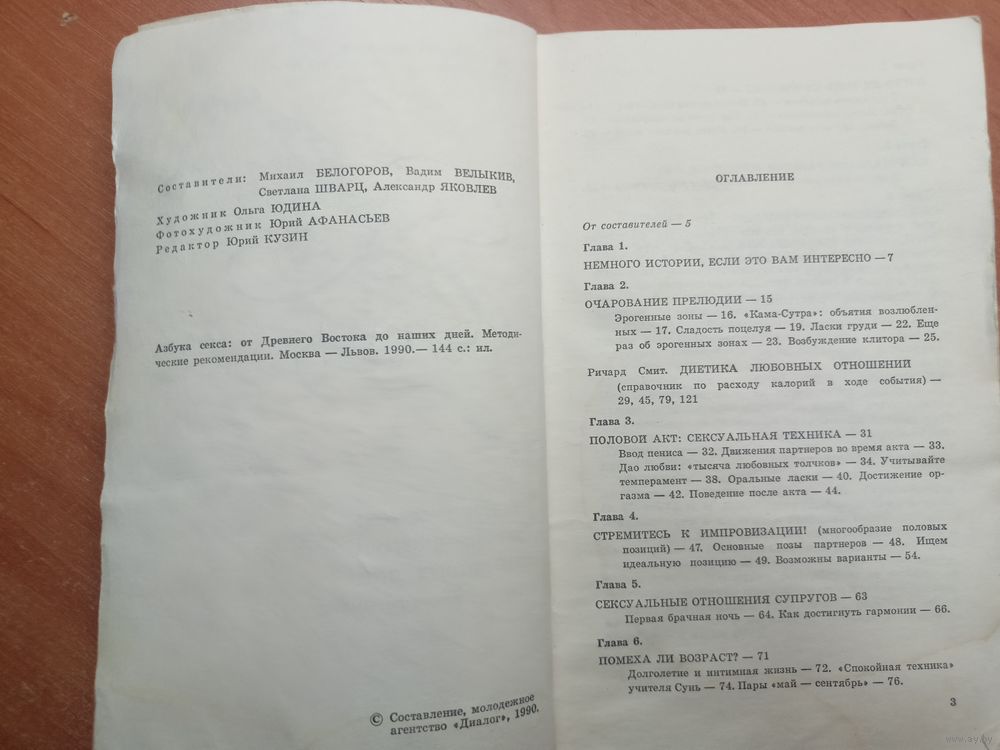 Составители: Михаил БЕЛОГОРОВ, Вадим ВЕЛЫКИВ,
Светлана ШВАРЦ, Александр ЯКОВЛЕВ
Художник Ольга ЮДИНА
Фотохудожник Юрий АФАНАСЬЕВ
Редактор Юрий КУЗИН
Азбука секса: от Древнего Востока до наших дней. Методи-
ческие рекомендации. Москва — Львов. 1990.— 144 с.: ил.
© Составление, молодежное
агентство «Диалог», 1990.
ОГЛАВЛЕНИЕ
От составителей — 5
Глава 1.
НЕМНОГО ИСТОРИИ, ЕСЛИ ЭТО ВАМ ИНТЕРЕСНО — 7
Глава 2.
ОЧАРОВАНИЕ ПРЕЛЮДИИ — 15
Эрогенные зоны — 16. «Кама-Сутра»: объятия возлюблен-
ных — 17. Сладость поцелуя — 19. Ласки груди — 22. Еще
раз об эрогенных зонах — 23. Возбуждение клитора — 25.
Ричард Смит. ДИЕТИКА ЛЮБОВНЫХ ОТНОШЕНИЙ
(справочник по расходу калорий в ходе события) —
29, 45, 79, 121
Глава 3.
ПОЛОВОЙ АКТ: СЕКСУАЛЬНАЯ ТЕХНИКА — 31
Ввод пениса — 32. Движения партнеров во время акта — 33.
Дао любви: «тысяча любовных толчков» — 34. Учитывайте
темперамент — 38. Оральные ласки — 40. Достижение ор-
газма — 42. Поведение после акта — 44.
Глава 4.
СТРЕМИТЕСЬ К ИМПРОВИЗАЦИИ! (многообразие половых
позиций) — 47. Основные позы партнеров — 48. Ищем
идеальную позицию — 49. Возможны варианты — 54.
Глава 5.
СЕКСУАЛЬНЫЕ ОТНОШЕНИЯ СУПРУГОВ — 63
Первая брачная ночь — 64. Как достигнуть гармонии — 66.
Глава 6.
ПОМЕХА ЛИ ВОЗРАСТ? — 71
Долголетие и интимная жизнь — 72. «Спокойная техника»
учителя Сунь — 74. Пары «май — сентябрь» — 76.
3
www.ay.by